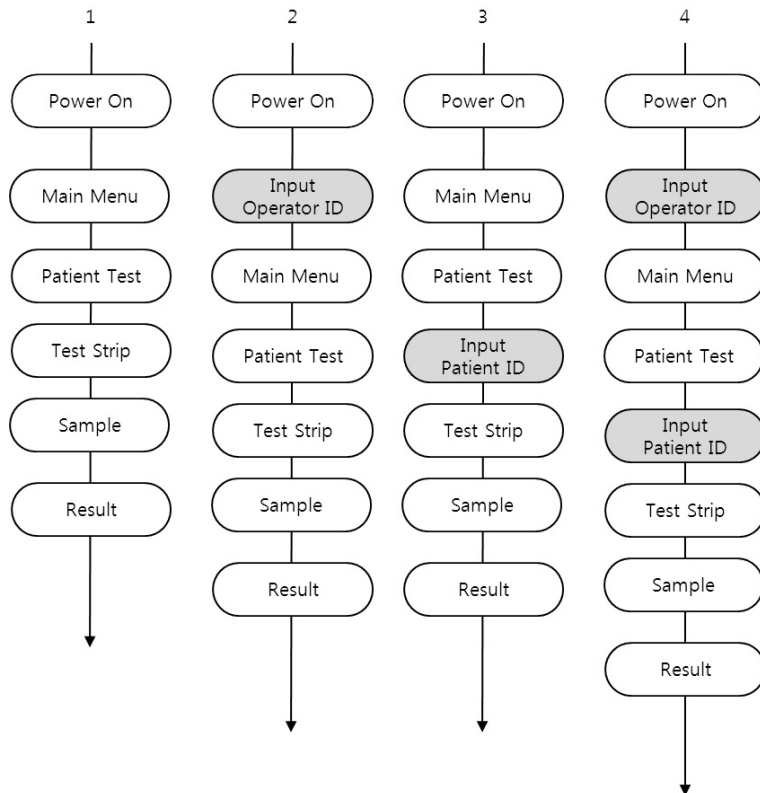 1
Power On
Main Menu
Patient Test
Test Strip
Sample
Result
2
Power On
Input
Operator ID
Main Menu
Patient Test
Test Strip
Sample
Result
3
Power On
Main Menu
Patient Test
Input
Patient ID
Test Strip
Sample
Result
4
Power On
Input
Operator ID
Main Menu
Patient Test
Input
Patient ID
Test Strip
Sample
Result